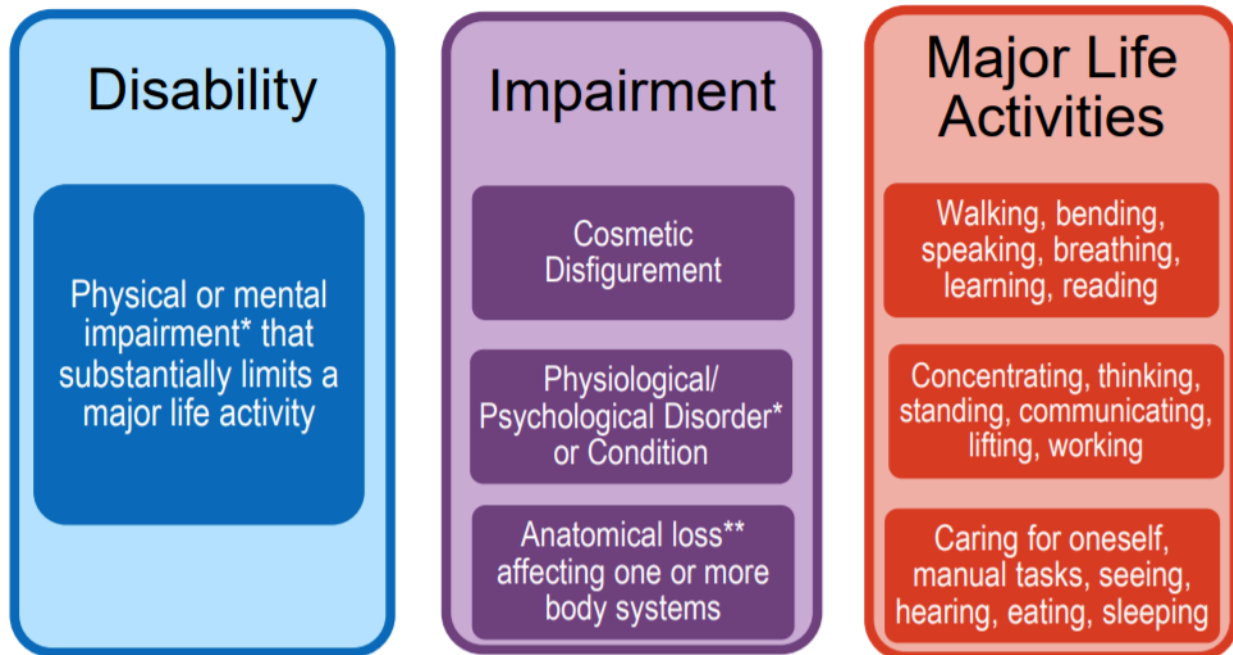 Disability
Physical or mental
impairment* that
substantially limits a
major life activity
Impairment
Cosmetic
Disfigurement
Physiological/
Psychological Disorder*
or Condition
Anatomical loss**
affecting one or more
body systems
Major Life
Activities
Walking, bending,
speaking, breathing,
learning, reading
Concentrating, thinking,
standing, communicating,
lifting, working
Caring for oneself,
manual tasks, seeing,
hearing, eating, sleeping